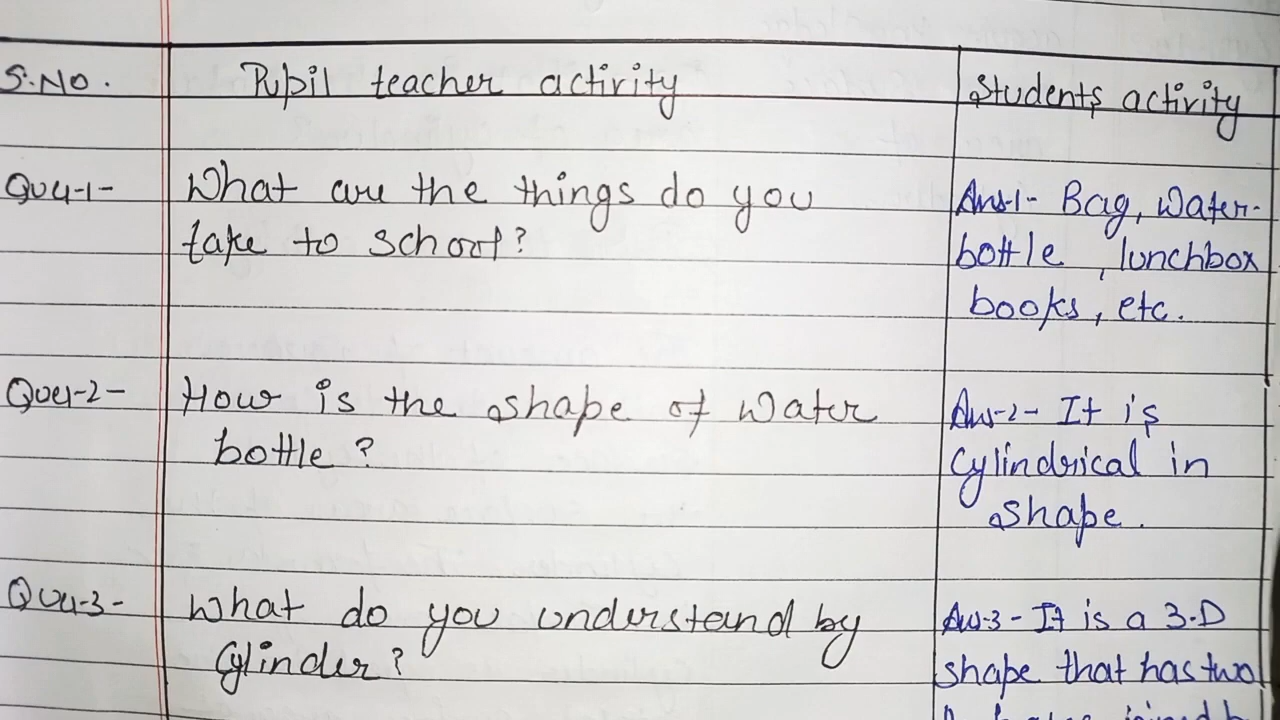 S.No. Pupil teacher activity Students activity
Que-1- What are the things do you
take to school?
Ans-1- Bag, Water-
bottle, lunchbox
books, etc.
Que-2- How is the shape of water
bottle?
Ans-2- It is
Cylindrical in
shape.
Que-3- What do you understand by
Cylinder?
Ans-3- It is a 3-D
shape that has two